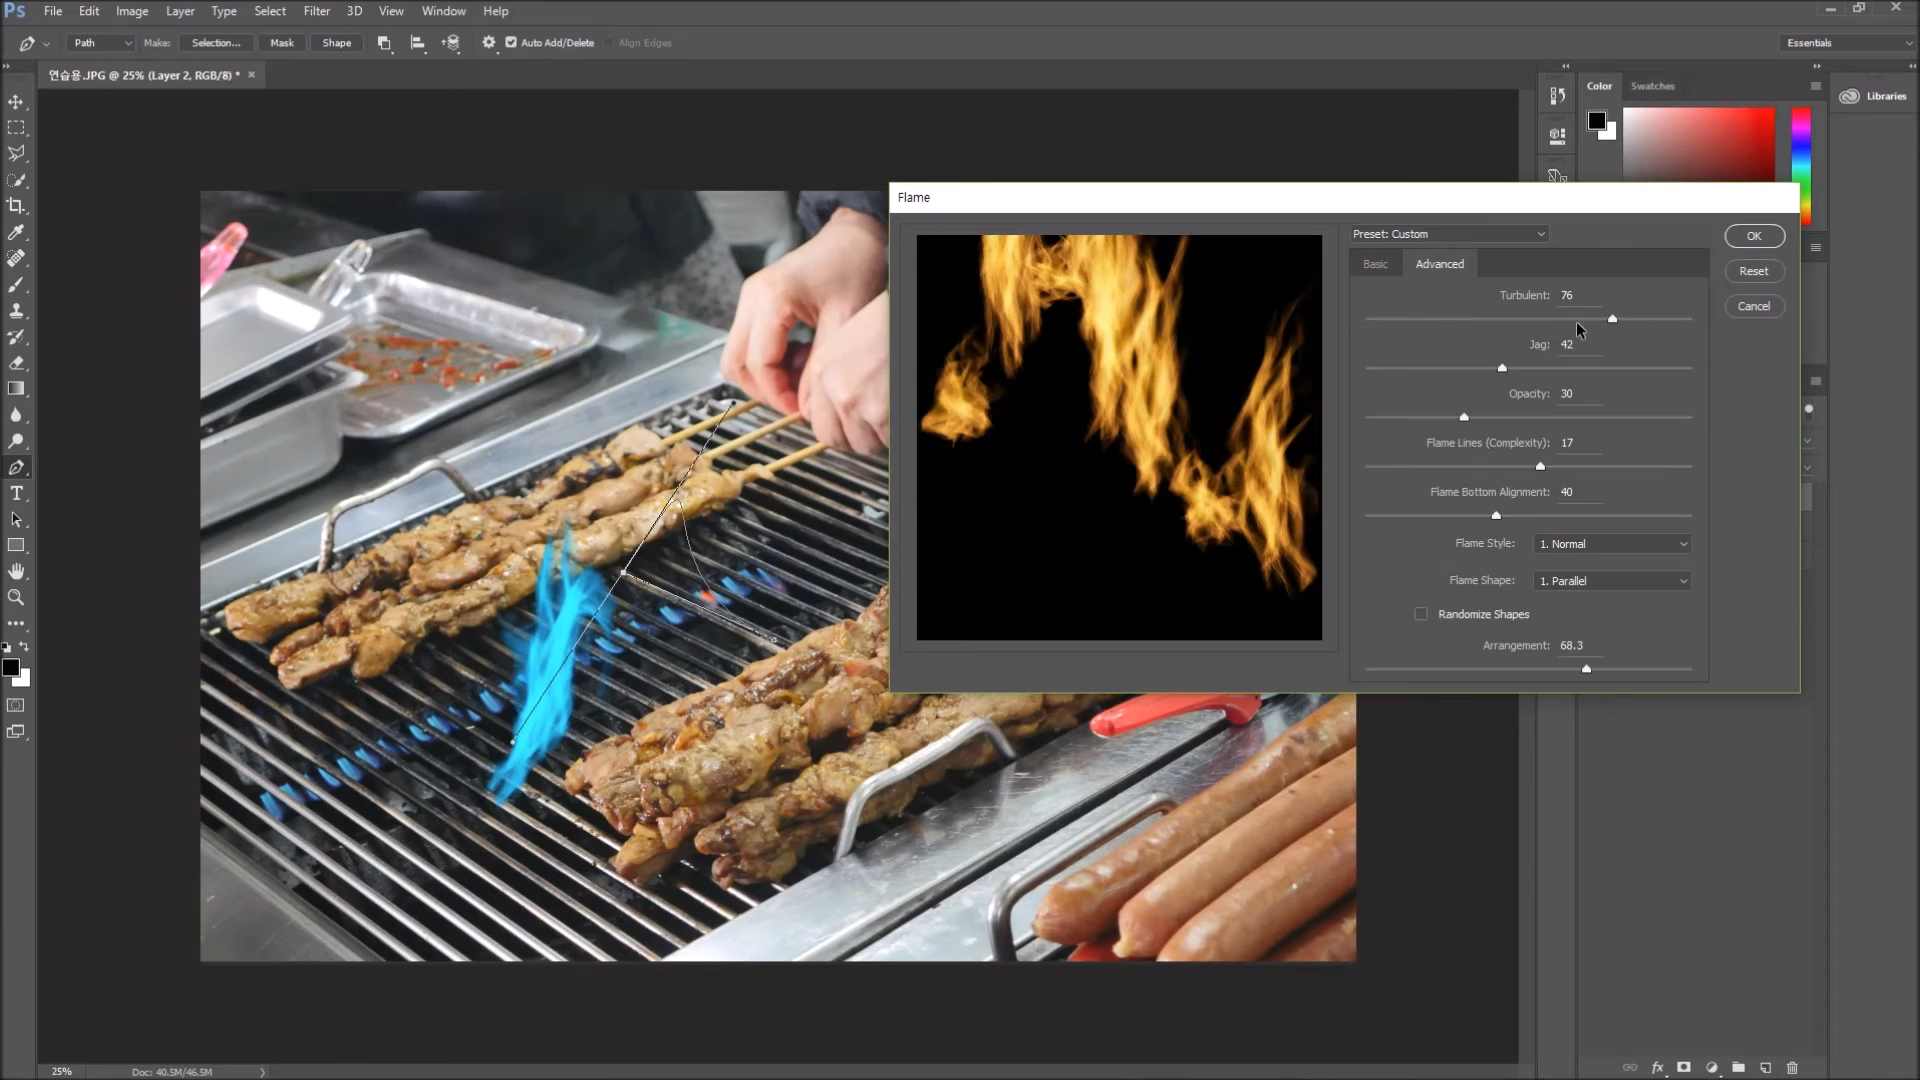 Ps File Edit Image Layer Type Select Filter 3D View Window Help
Path Make: Selection... Mask Shape Auto Add/Delete Align Edges Essentials
연습용.JPG @ 25% (Layer 2, RGB/8) *
Color Swatches
Libraries
Flame
Preset: Custom
OK
Basic Advanced
Reset
Turbulent: 76
Cancel
Jag: 42
Opacity: 30
Flame Lines (Complexity): 17
Flame Bottom Alignment: 40
Flame Style: 1. Normal
Flame Shape: 1. Parallel
Randomize Shapes
Arrangement: 68.3
25% Doc: 40.5M/46.5M